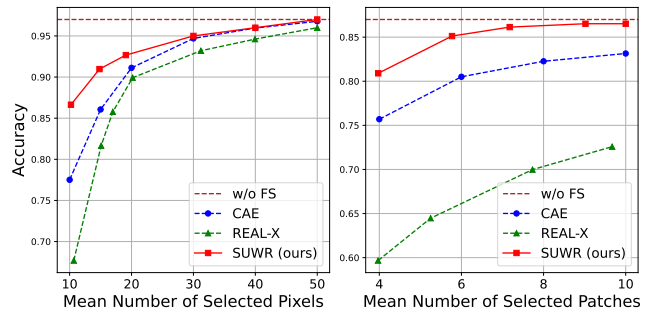 Accuracy
0.95
0.90
0.85
0.80
0.75
0.70
w/o FS
CAE
REAL-X
SUWR (ours)
10 20 30 40 50
Mean Number of Selected Pixels
0.85
0.80
0.75
0.70
0.65
0.60
w/o FS
CAE
REAL-X
SUWR (ours)
4 6 8 10
Mean Number of Selected Patches